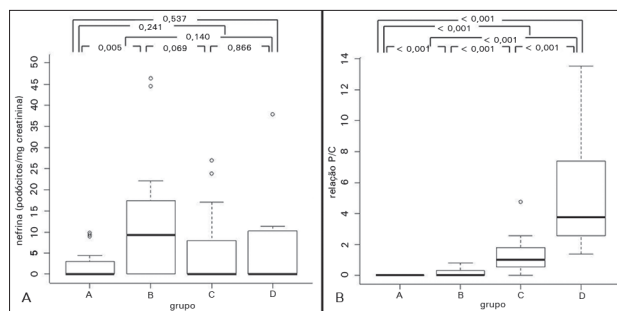 0,537
0,241
0,140
0,005 0,069 0,866
nefrina (podócitos/mg creatinina)
50
45
40
35
30
25
20
15
10
5
0
A B C D
grupo
A
< 0,001
< 0,001
< 0,001
< 0,001 < 0,001 < 0,001
relação P/C
14
12
10
8
6
4
2
0
A B C D
grupo
B